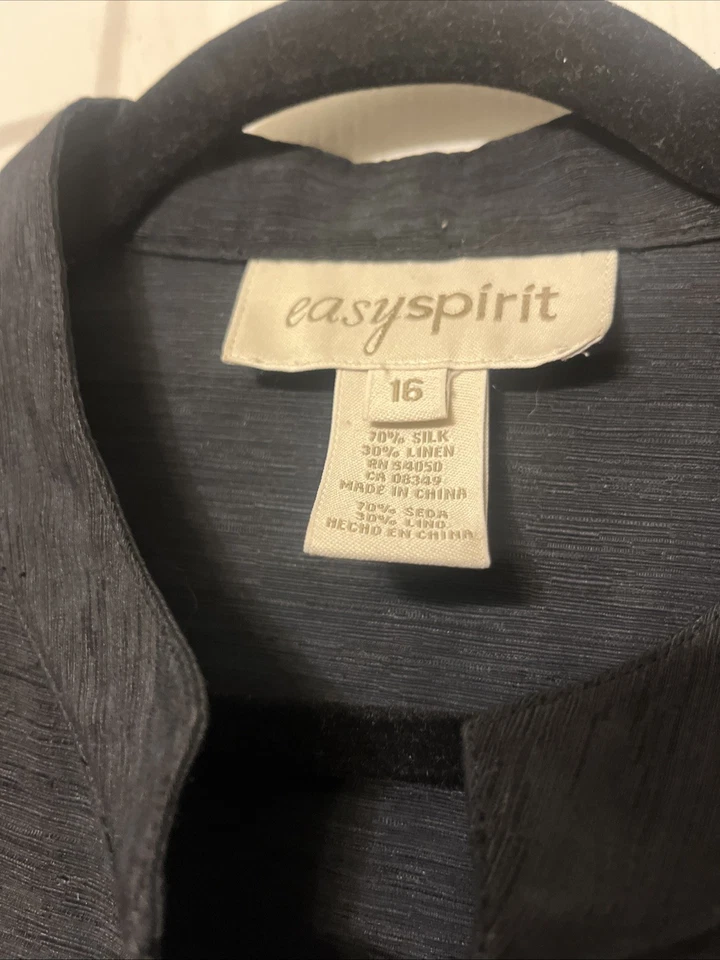 easyspirit
16
70% SILK
30% LINEN
RN 54050
CA 08349
MADE IN CHINA
70% SEDA
30% LINO
HECHO EN CHINA